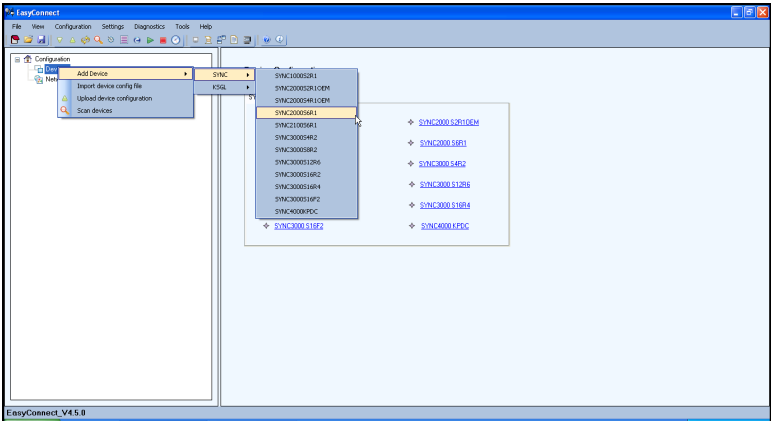 EasyConnect
File View Configuration Settings Diagnostics Tools Help
Configuration
Add Device
Import device config file
Upload device configuration
Scan devices
SYNC
KSGL
SYNC1000S2R1
SYNC2000S2R1OEM
SYNC2000S4R1OEM
SYNC2000S6R1
SYNC2100S6R1
SYNC3000S4R2
SYNC3000S8R2
SYNC3000S12R6
SYNC3000S16R2
SYNC3000S16R4
SYNC3000S16F2
SYNC4000KPDC
SYNC2000 S2R1OEM
SYNC2000 S6R1
SYNC3000 S4R2
SYNC3000 S12R6
SYNC3000 S16R4
SYNC3000 S16F2
SYNC4000 KPDC
EasyConnect_V4.5.0